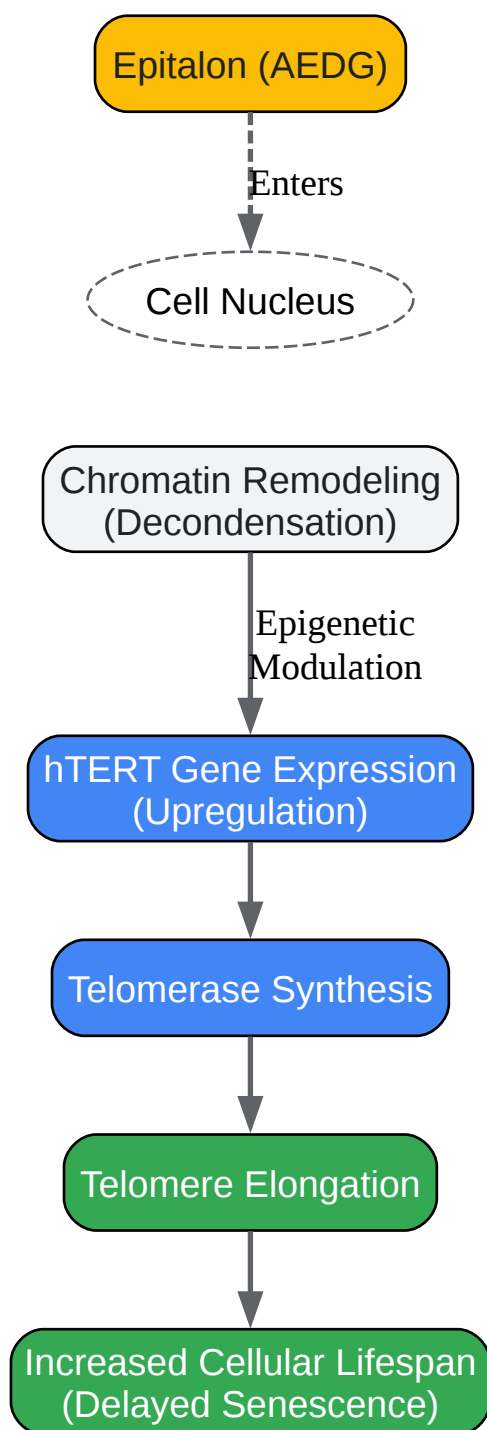 Epitalon (AEDG)
Enters
Cell Nucleus
Chromatin Remodeling
(Decondensation)
Epigenetic
Modulation
hTERT Gene Expression
(Upregulation)
Telomerase Synthesis
Telomere Elongation
Increased Cellular Lifespan
(Delayed Senescence)